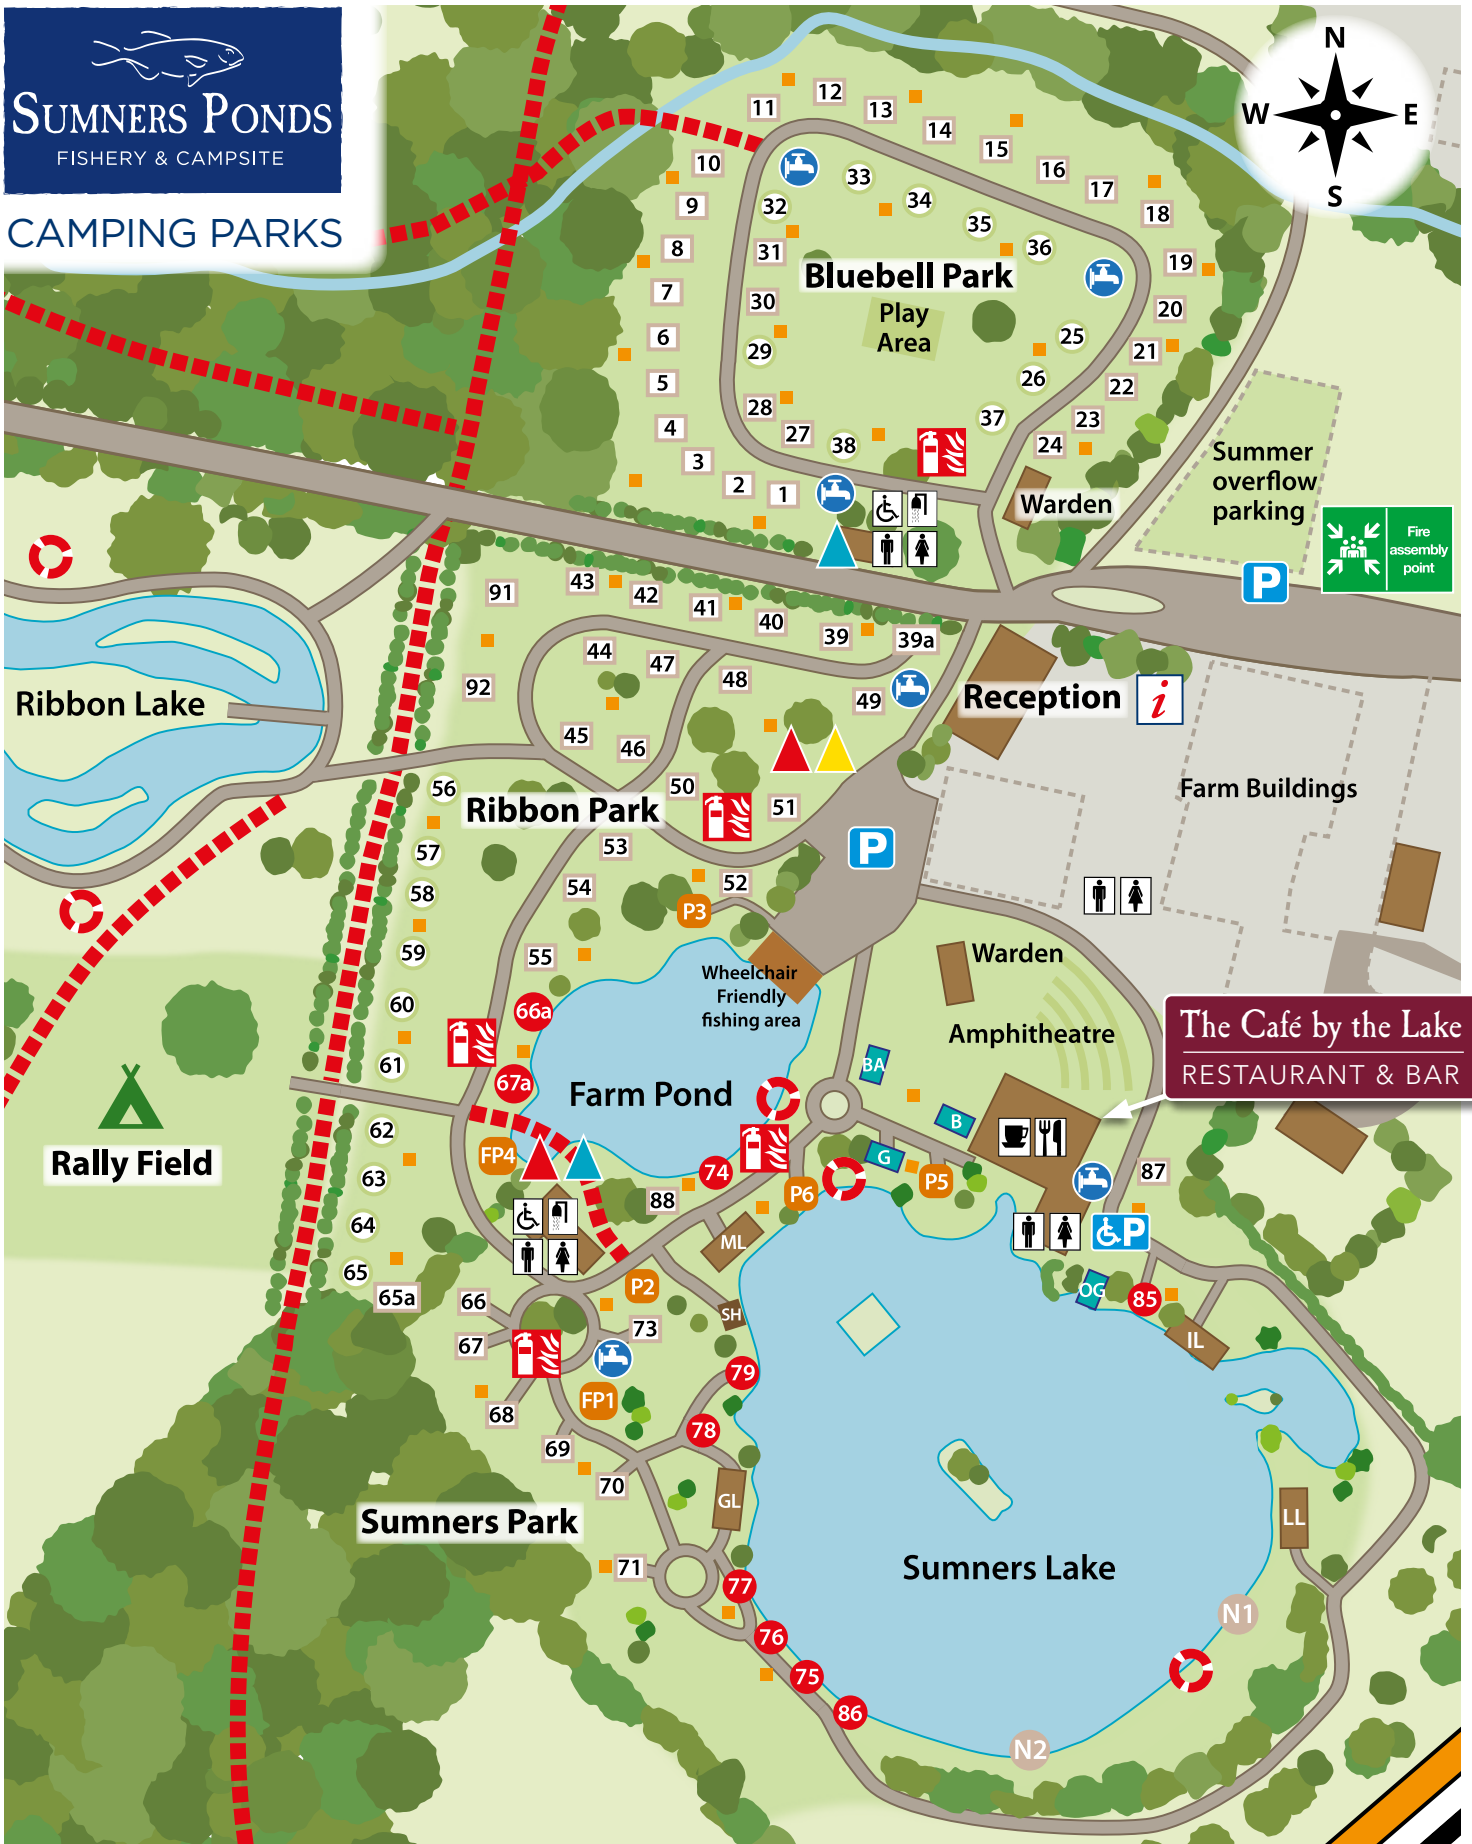 SUMNERS PONDS
FISHERY & CAMPSITE
CAMPING PARKS
N
W E
S
11
12
13
14
15
16
17
18
10
9
8
7
6
5
4
3
2
1
33
34
35
36
32
31
30
29
28
27
38
37
26
25
19
20
21
22
23
24
Bluebell Park
Play
Area
Warden
Summer
overflow
parking
Fire
assembly
point
P
91
43
42
41
40
39
39a
44
47
48
49
92
45
46
50
51
Ribbon Lake
Reception
i
Farm Buildings
Ribbon Park
56
57
58
59
60
61
53
54
52
55
P3
P
Wheelchair
Friendly
fishing area
66a
67a
Warden
Amphitheatre
The Café by the Lake
RESTAURANT & BAR
Farm Pond
BA
B
G
P5
P6
FP4
74
88
87
P
Rally Field
62
63
64
65
65a
ML
SH
P2
66
67
68
69
70
73
FP1
79
78
OG
85
IL
GL
LL
Sumners Park
71
77
76
75
86
Sumners Lake
N1
N2